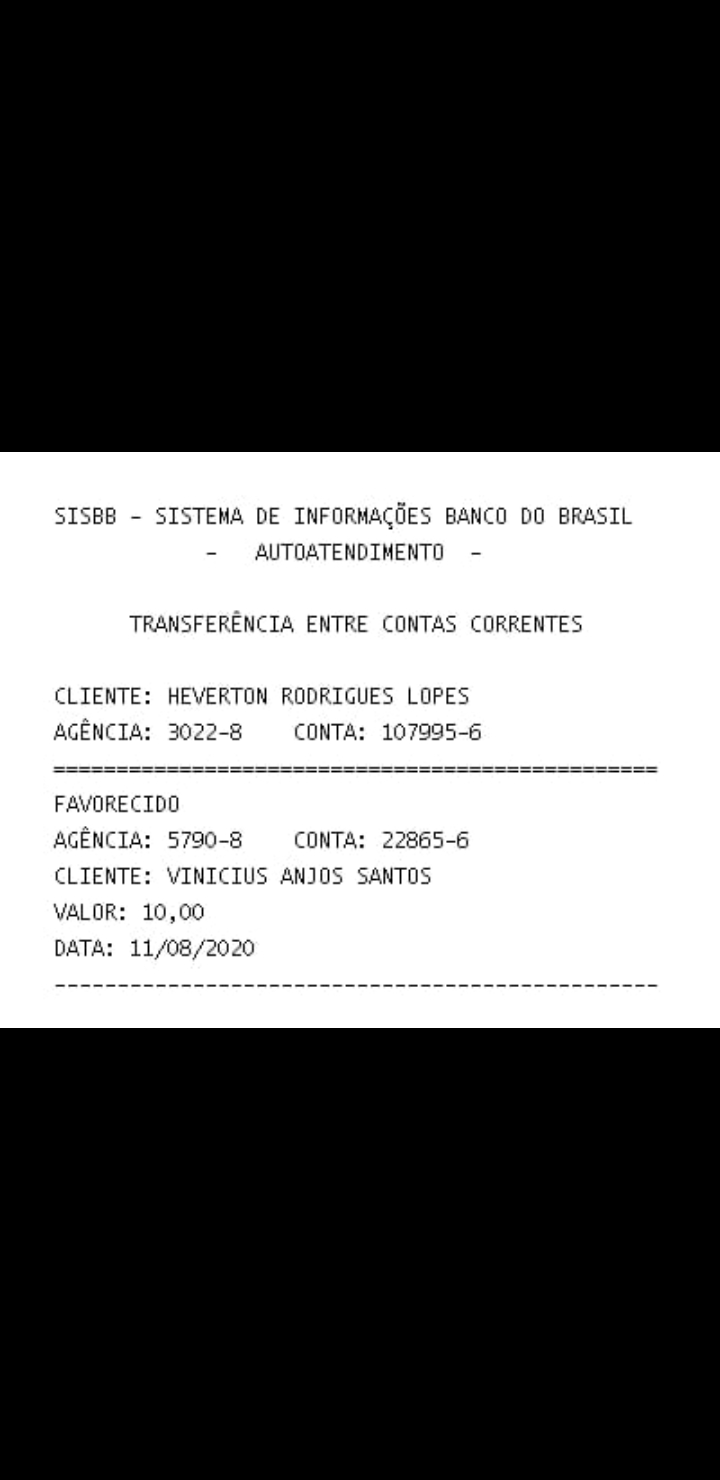 SISBB - SISTEMA DE INFORMAÇÕES BANCO DO BRASIL
- AUTOATENDIMENTO -
TRANSFERÊNCIA ENTRE CONTAS CORRENTES
CLIENTE: HEVERTON RODRIGUES LOPES
AGÊNCIA: 3022-8 CONTA: 107995-6
================================================
FAVORECIDO
AGÊNCIA: 5790-8 CONTA: 22865-6
CLIENTE: VINICIUS ANJOS SANTOS
VALOR: 10,00
DATA: 11/08/2020
------------------------------------------------